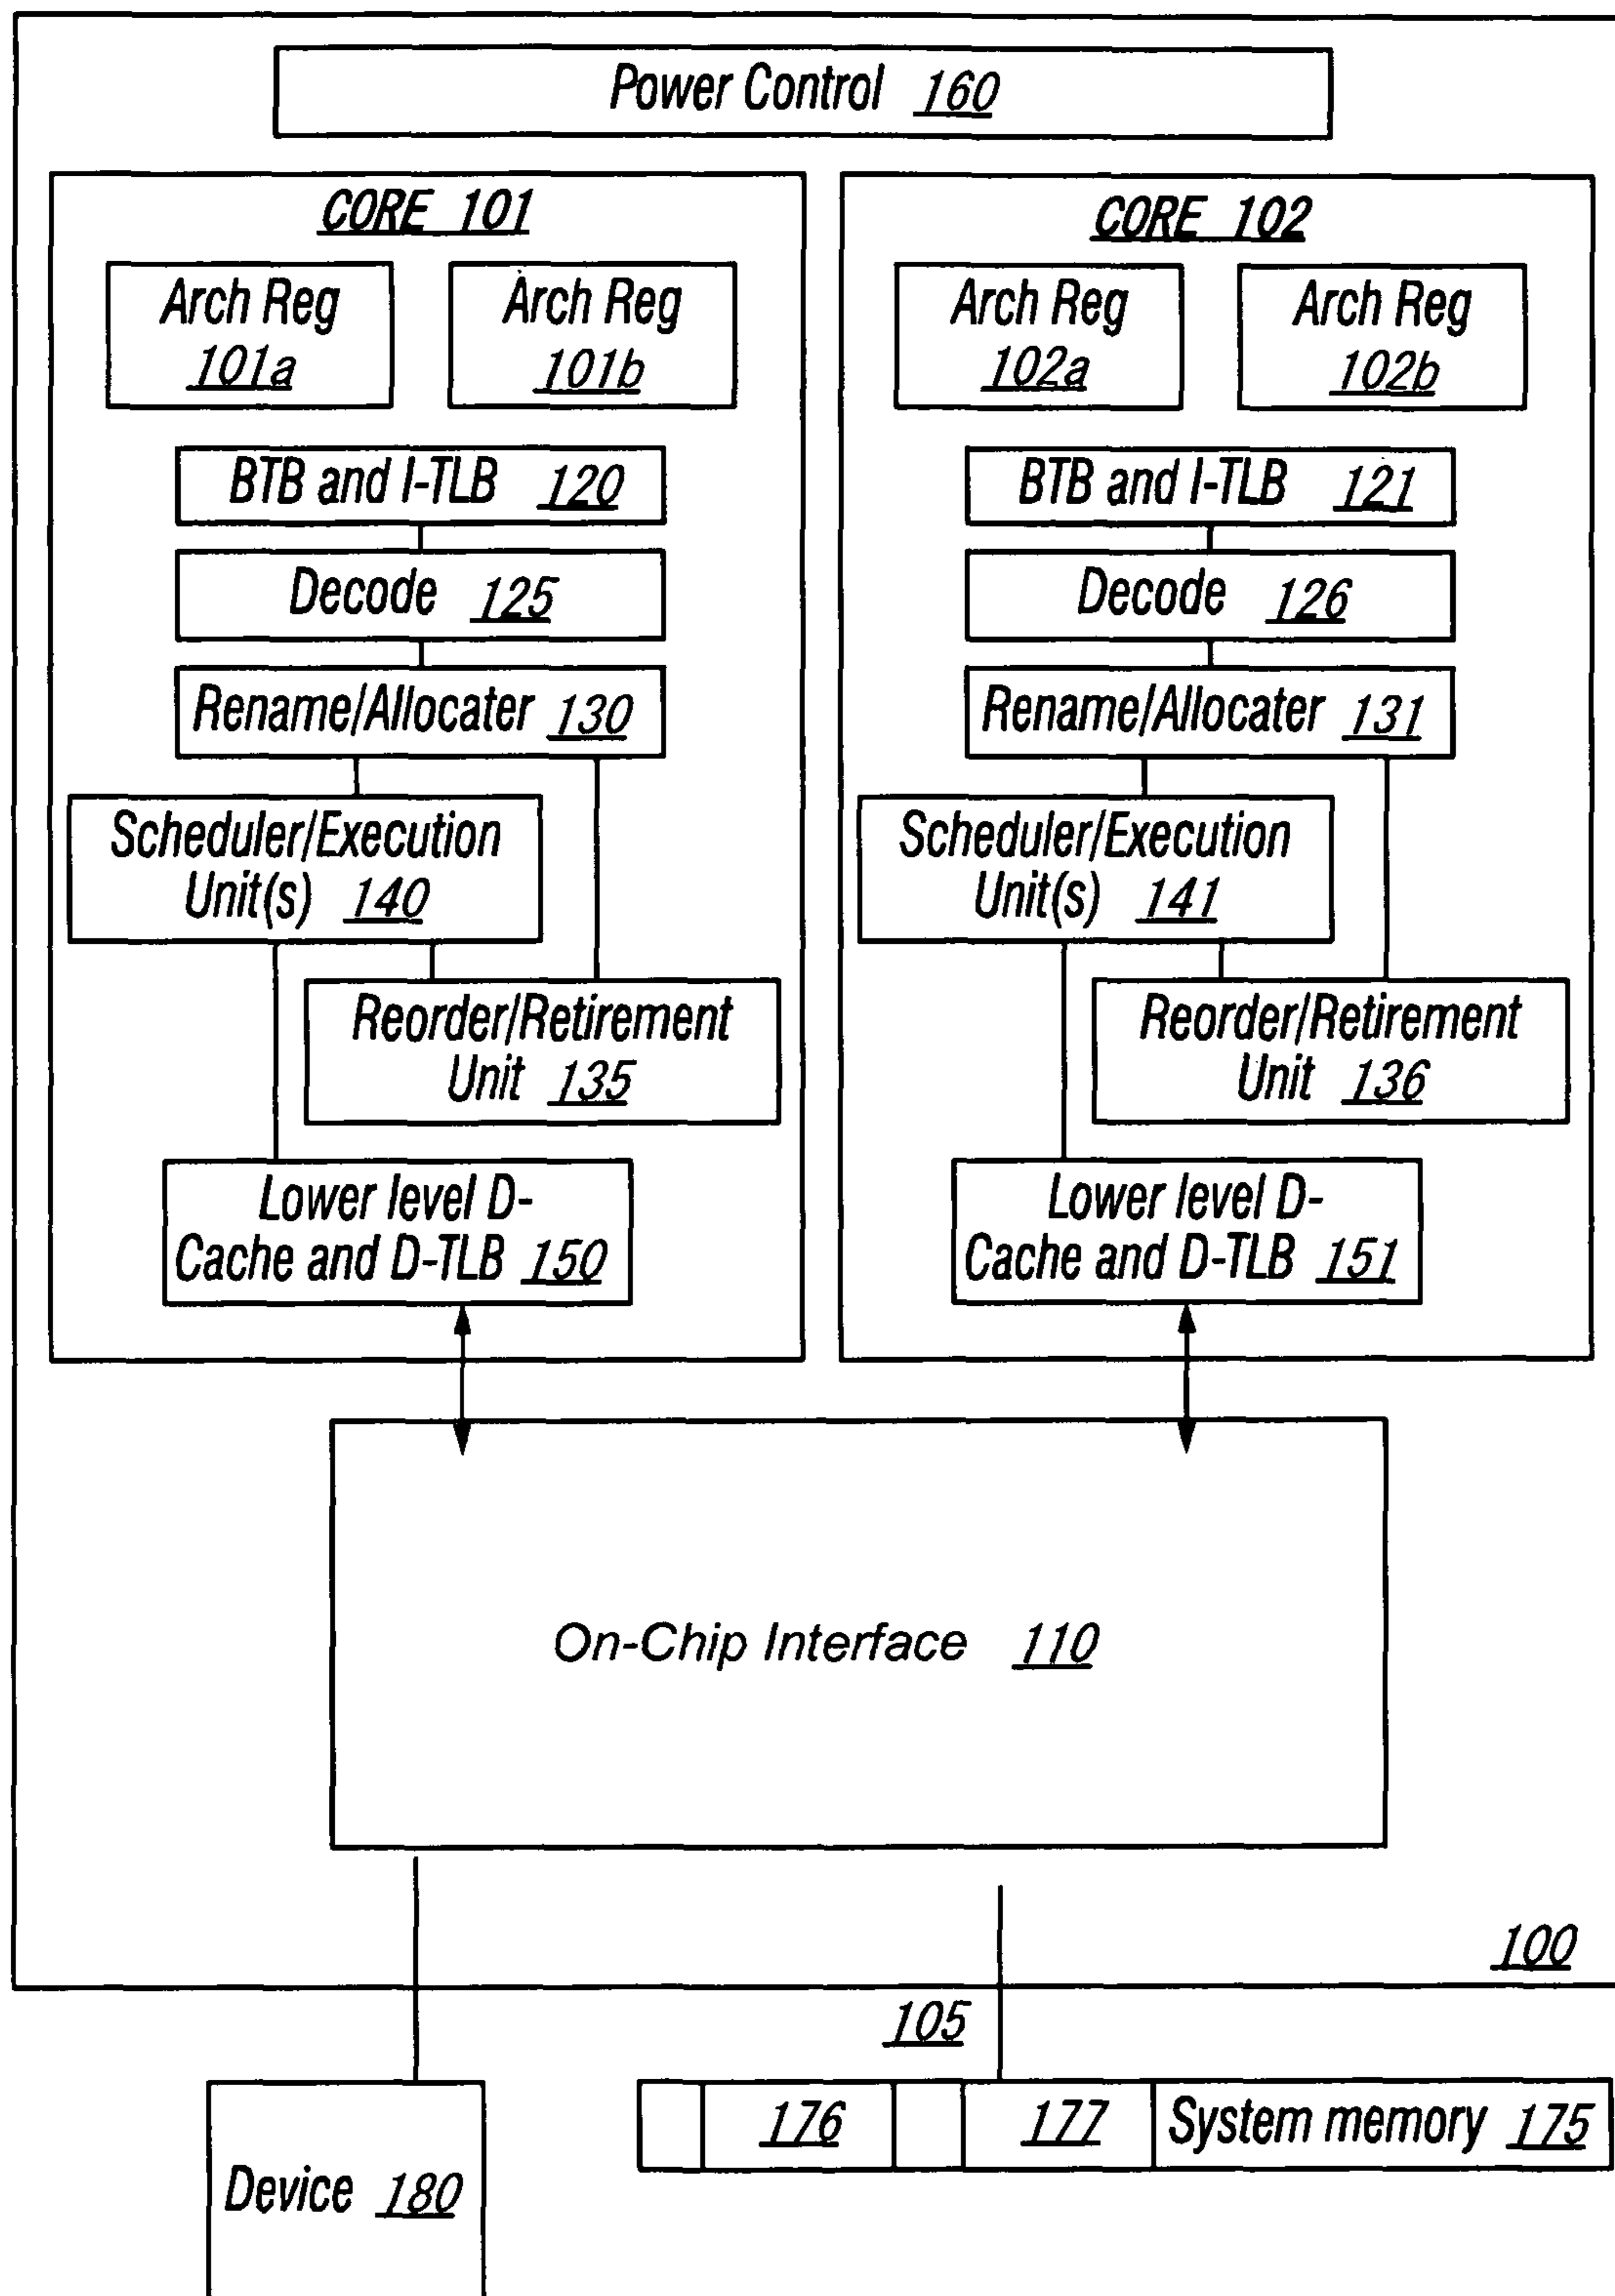 Power Control 160
CORE 101
Arch Reg
101a
Arch Reg
101b
BTB and I-TLB 120
Decode 125
Rename/Allocater 130
Scheduler/Execution
Unit(s) 140
Reorder/Retirement
Unit 135
Lower level D-
Cache and D-TLB 150
CORE 102
Arch Reg
102a
Arch Reg
102b
BTB and I-TLB 121
Decode 126
Rename/Allocater 131
Scheduler/Execution
Unit(s) 141
Reorder/Retirement
Unit 136
Lower level D-
Cache and D-TLB 151
On-Chip Interface 110
100
105
176
177
System memory 175
Device 180